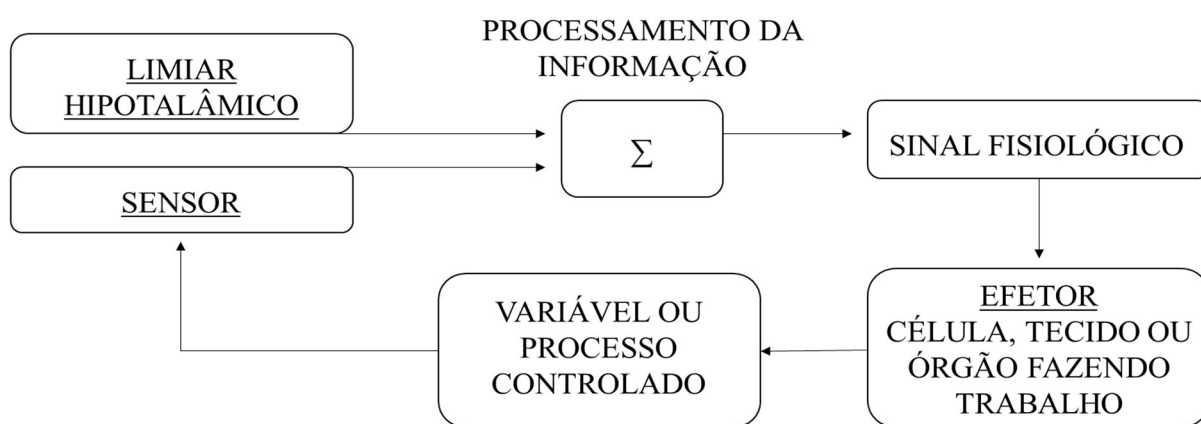 PROCESSAMENTO DA
INFORMAÇÃO
LIMIAR
HIPOTALÂMICO
∑
SINAL FISIOLÓGICO
SENSOR
VARIÁVEL OU
PROCESSO
CONTROLADO
EFETOR
CÉLULA, TECIDO OU
ÓRGÃO FAZENDO
TRABALHO